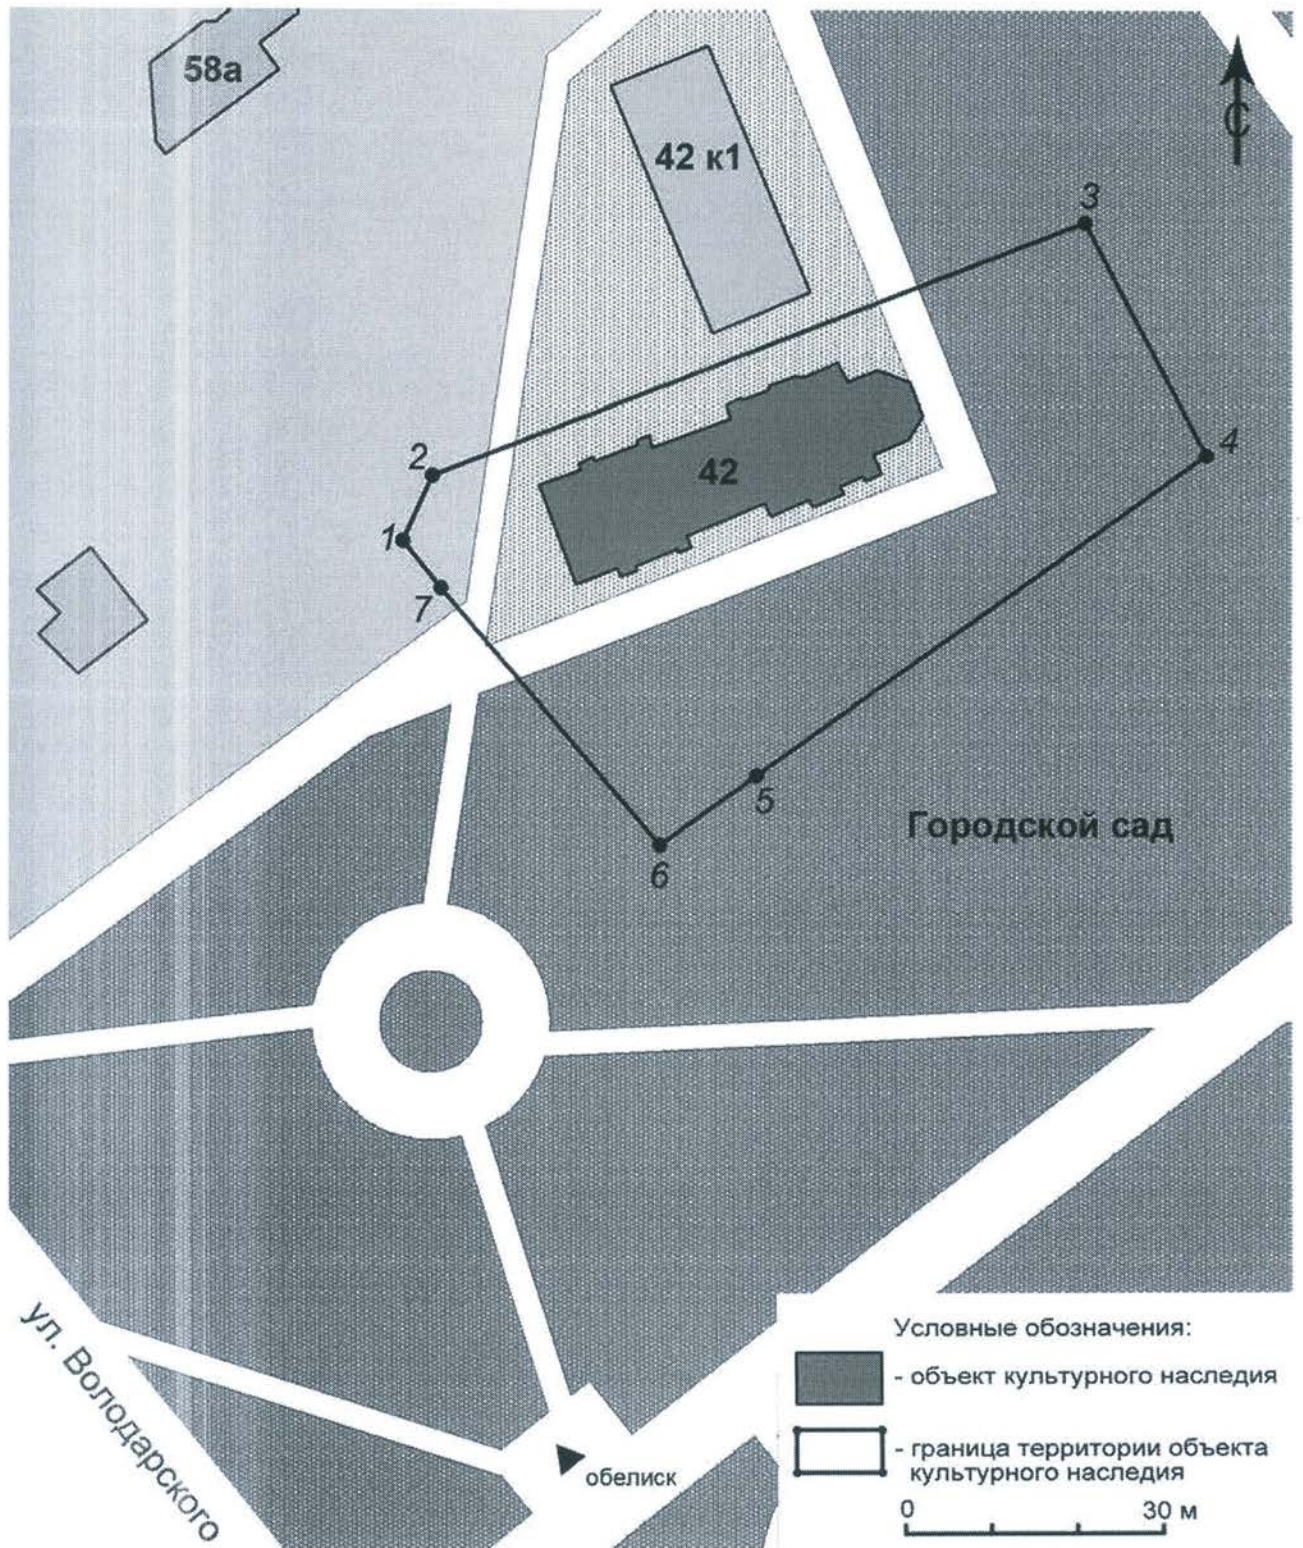 58а
42 к1
С
3
2
42
4
1
7
5
Городской сад
6
ул. Володарского
обелиск
Условные обозначения:
- объект культурного наследия
- граница территории объекта
культурного наследия
0 30 м